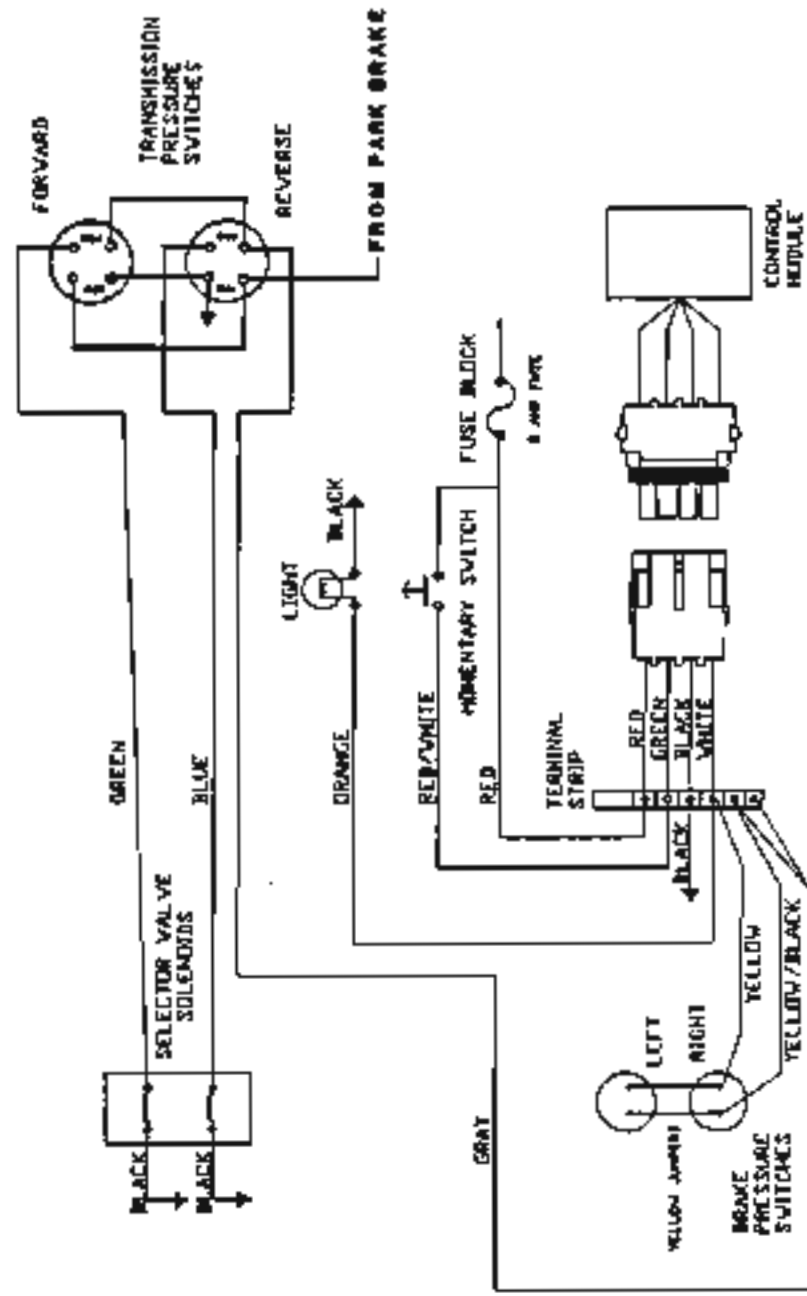 FORWARD
TRANSMISSION
PRESSURE
SWITCHES
REVERSE
FROM PARK BRAKE
CONTROL
MODULE
FUSE BLOCK
AMP
BLACK
LIGHT
MOMENTARY SWITCH
GREEN
BLUE
ORANGE
RED/WHITE
RED
TERMINAL
STRIP
RED
GREEN
BLACK
WHITE
BLACK
SELECTOR VALVE
SOLENOIDS
YELLOW
YELLOW/BLACK
LEFT
RIGHT
GRAY
BLACK
BLACK
YELLOW JUMPERS
BRAKE
PRESSURE
SWITCHES